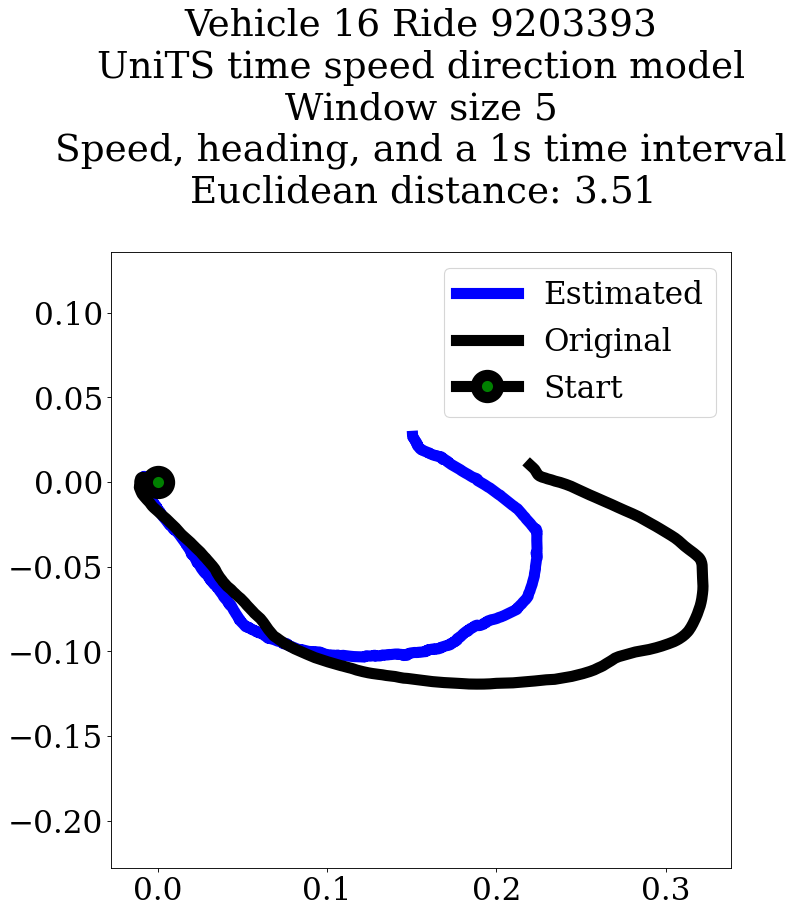 Vehicle 16 Ride 9203393
UniTS time speed direction model
Window size 5
Speed, heading, and a 1s time interval
Euclidean distance: 3.51
Estimated
Original
Start
0.10
0.05
0.00
−0.05
−0.10
−0.15
−0.20
0.0 0.1 0.2 0.3